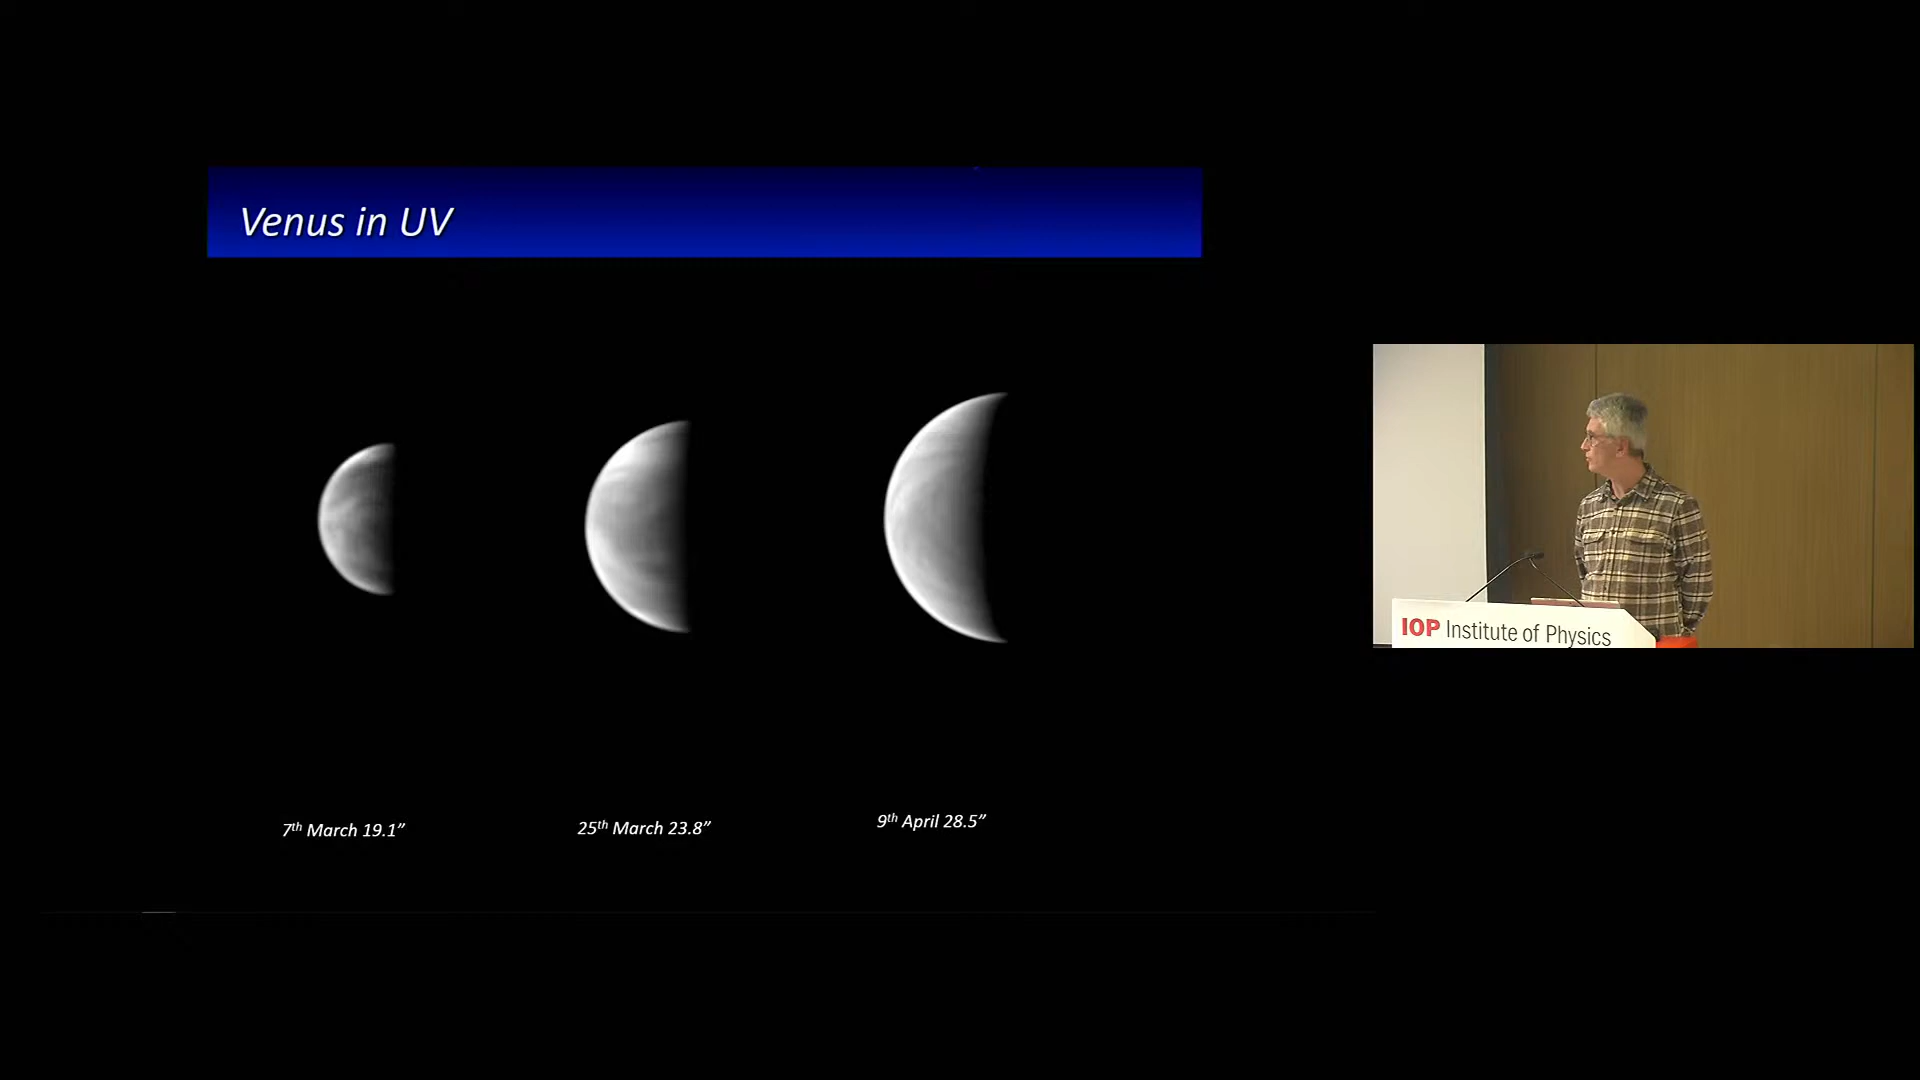 Venus in UV
7th March 19.1”
25th March 23.8”
9th April 28.5”
IOP Institute of Physics